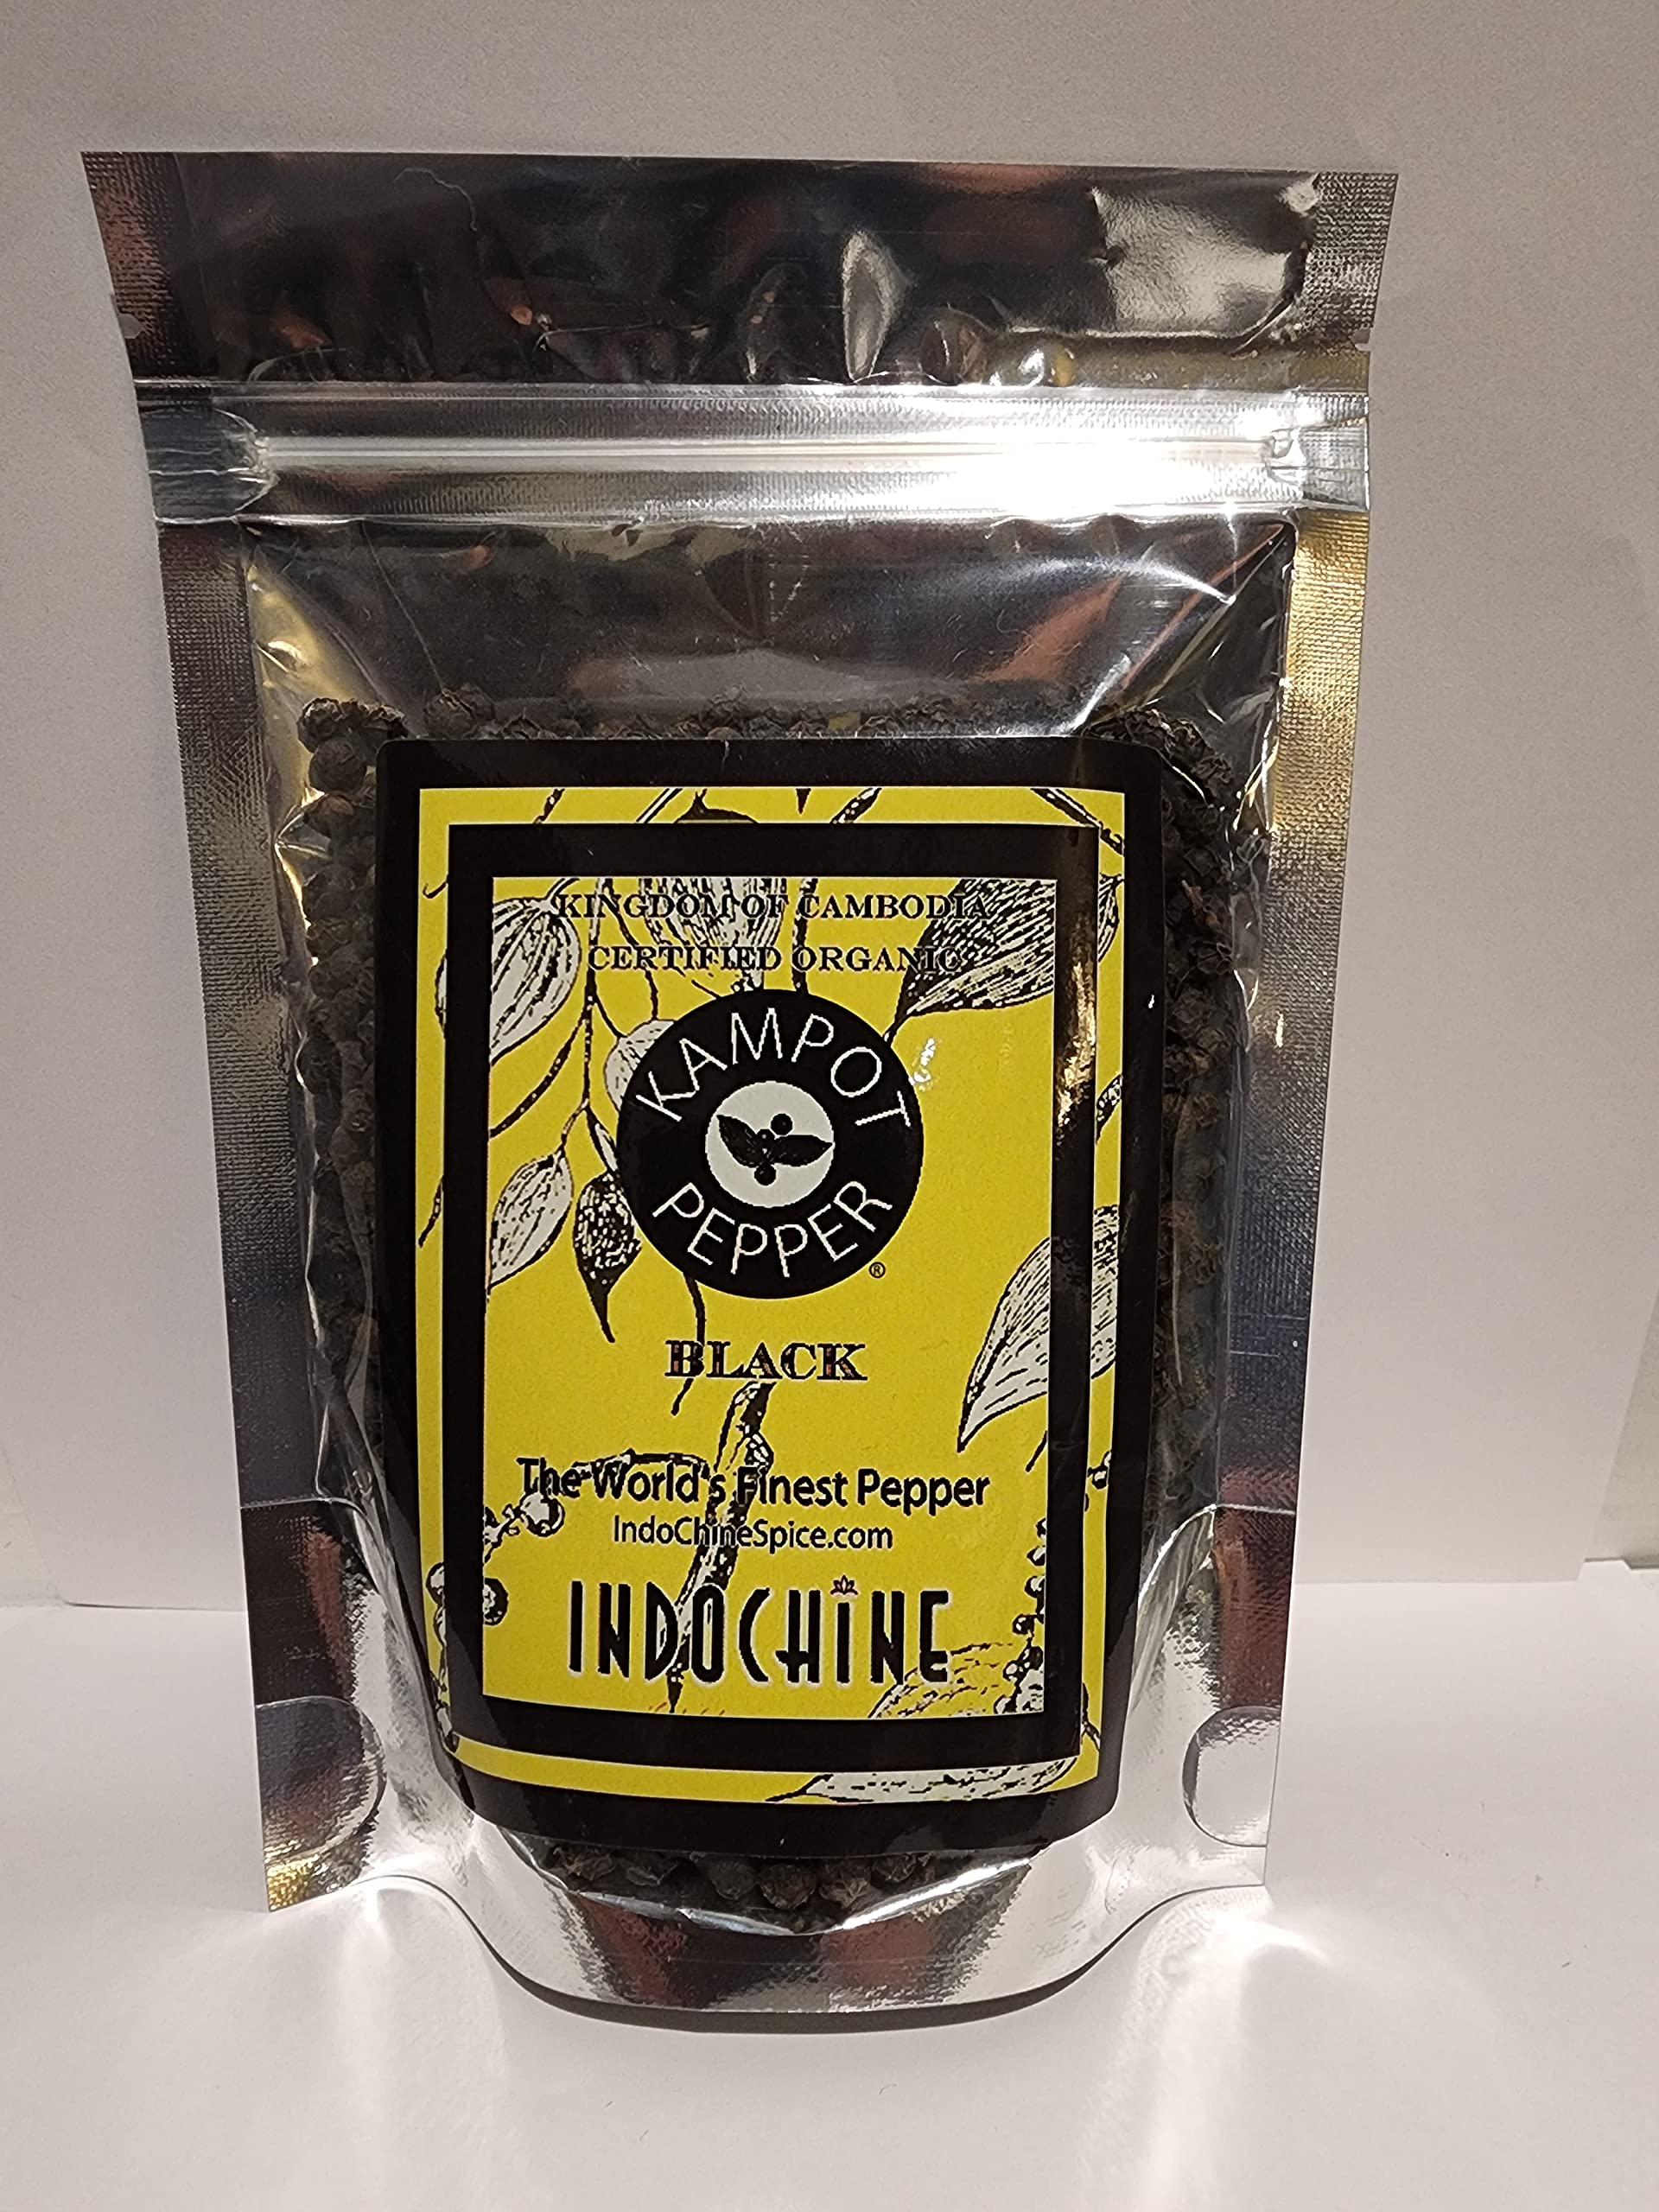 KINGDOM OF CAMBODIA
CERTIFIED ORGANIC
KAMPOT
PEPPER
®
BLACK
The World's Finest Pepper
IndoChineSpice.com
INDOCHINE